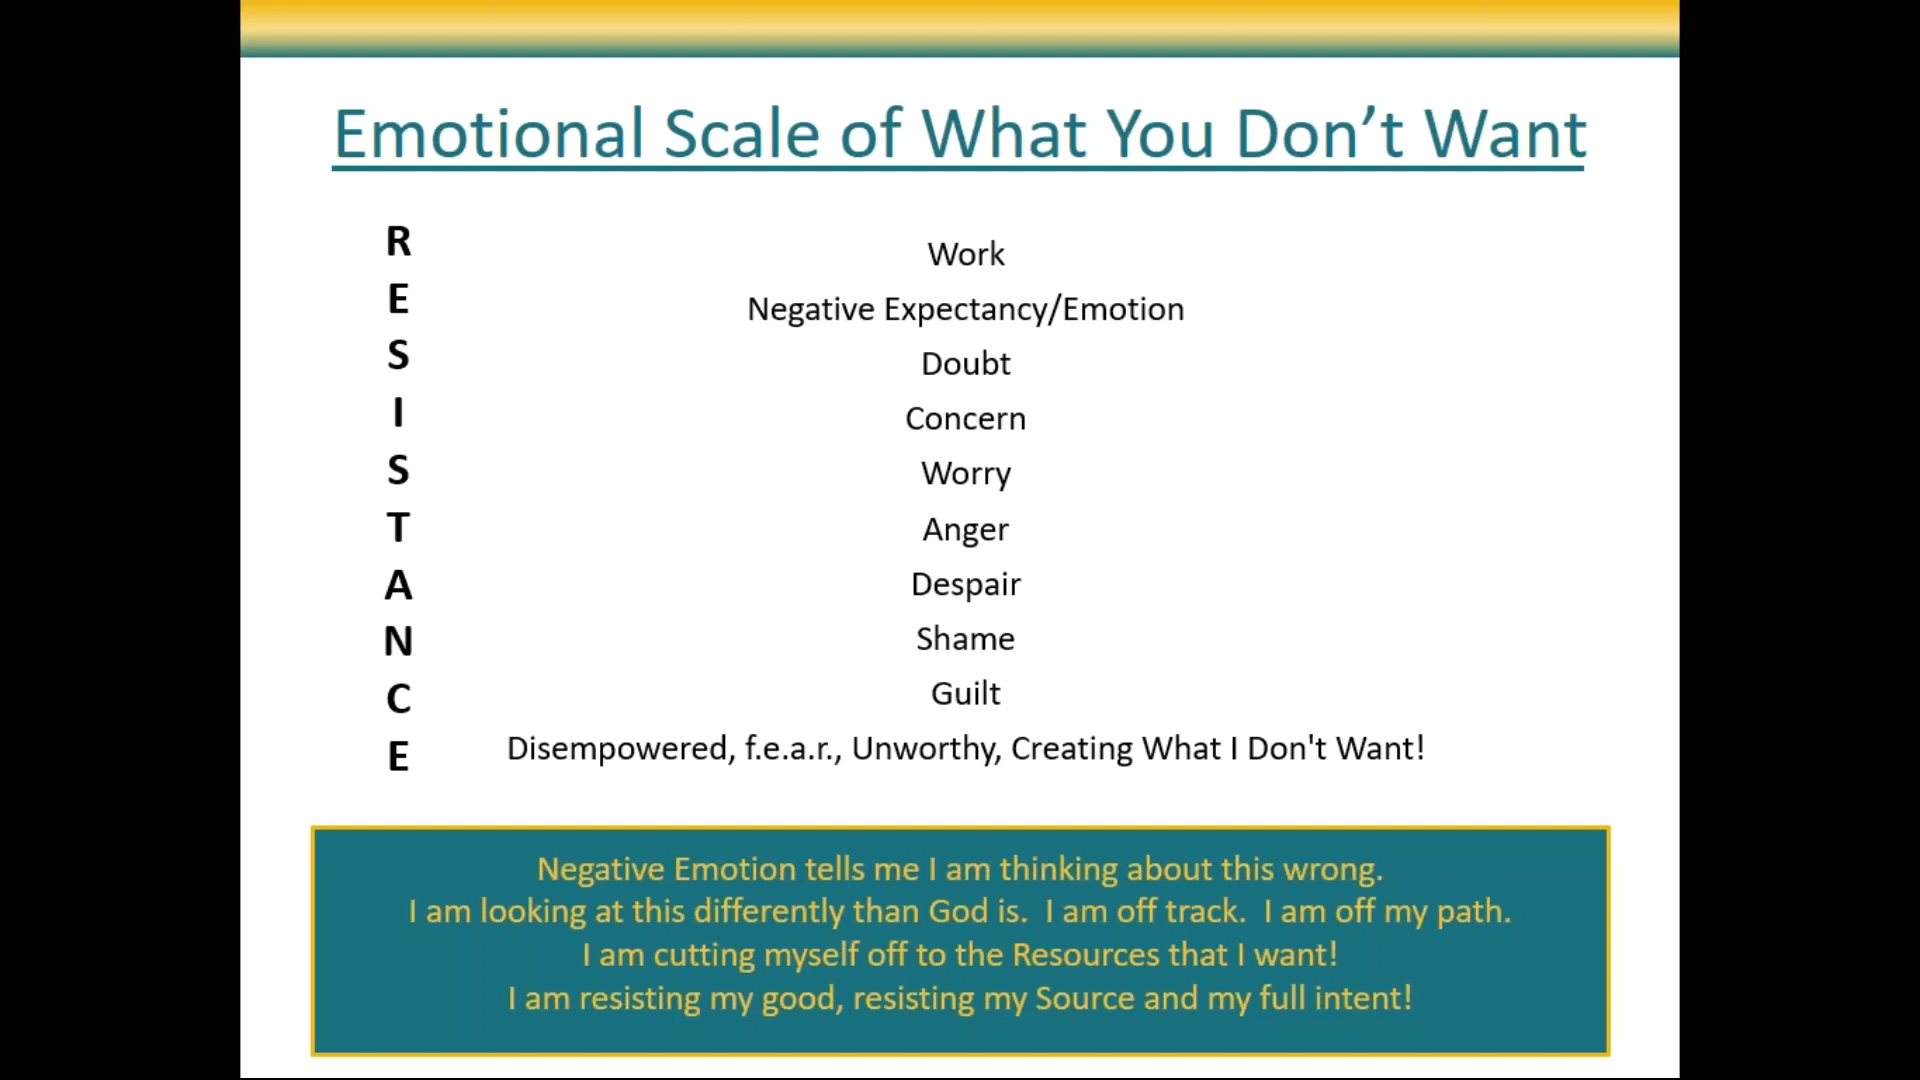 Emotional Scale of What You Don’t Want
R
E
S
I
S
T
A
N
C
E
Work
Negative Expectancy/Emotion
Doubt
Concern
Worry
Anger
Despair
Shame
Guilt
Disempowered, f.e.a.r., Unworthy, Creating What I Don't Want!
Negative Emotion tells me I am thinking about this wrong.
I am looking at this differently than God is.  I am off track.  I am off my path.
I am cutting myself off to the Resources that I want!
I am resisting my good, resisting my Source and my full intent!